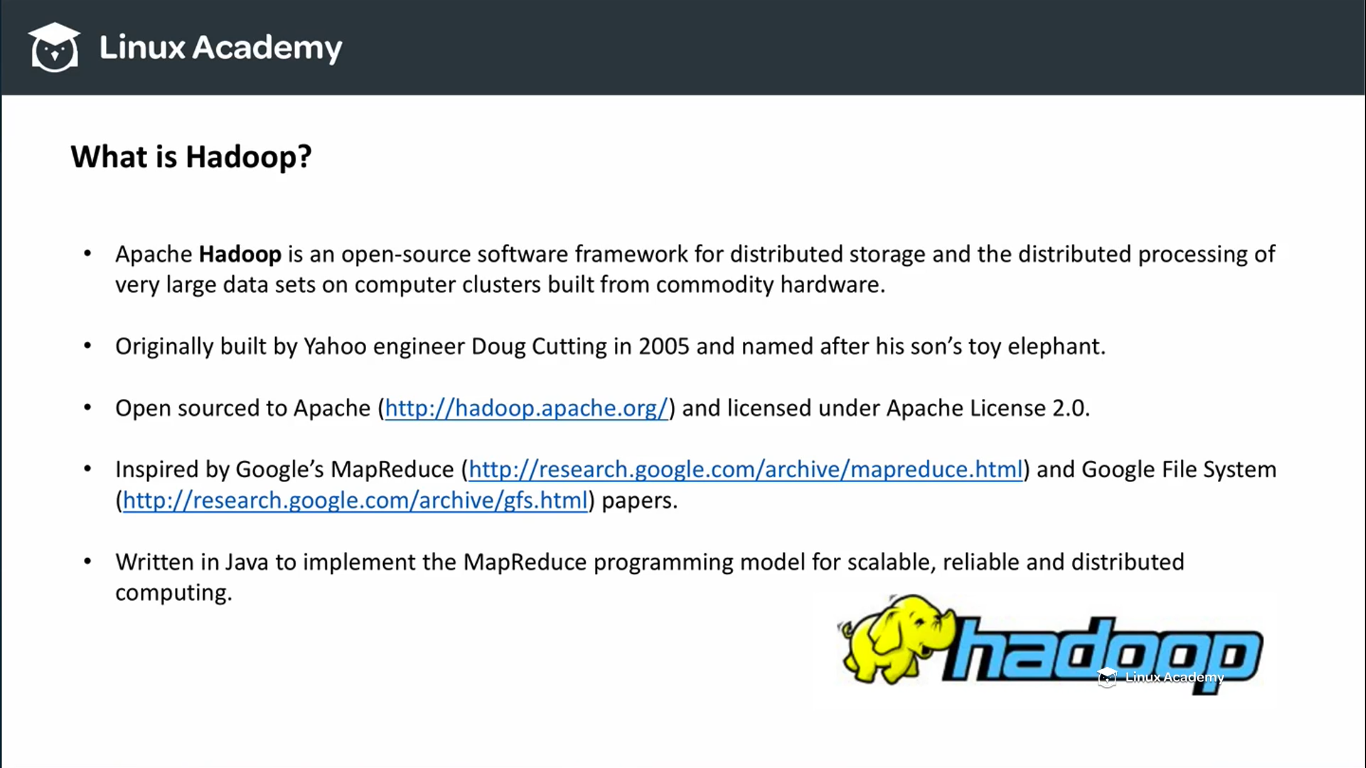 Linux Academy
What is Hadoop?
• Apache Hadoop is an open-source software framework for distributed storage and the distributed processing of
very large data sets on computer clusters built from commodity hardware.
• Originally built by Yahoo engineer Doug Cutting in 2005 and named after his son’s toy elephant.
• Open sourced to Apache (http://hadoop.apache.org/) and licensed under Apache License 2.0.
• Inspired by Google’s MapReduce (http://research.google.com/archive/mapreduce.html) and Google File System
(http://research.google.com/archive/gfs.html) papers.
• Written in Java to implement the MapReduce programming model for scalable, reliable and distributed
computing.
hadoop
Linux Academy